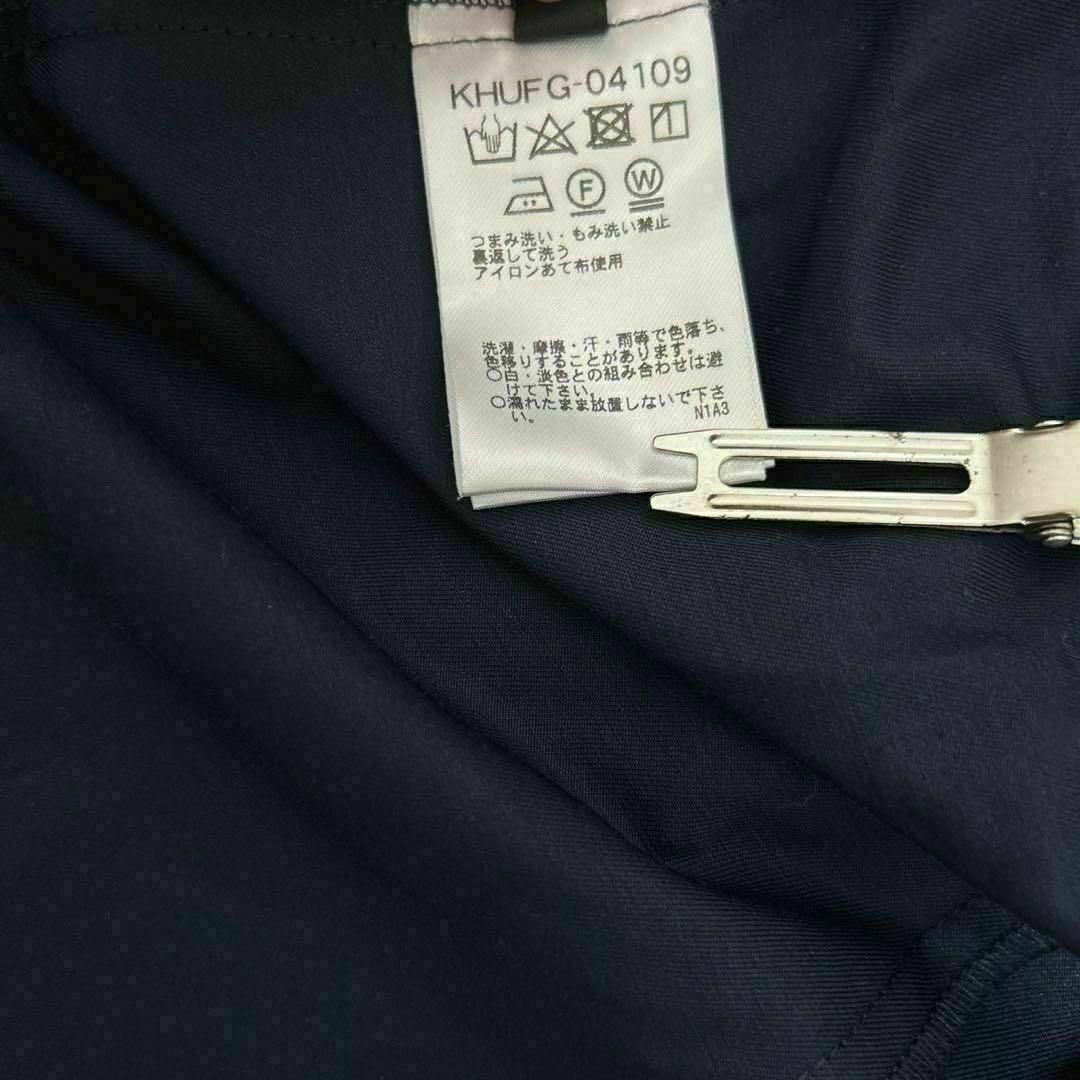 KHUFG-04109
F W
つまみ洗い・もみ洗い禁止
裏返して洗う
アイロンあて布使用
洗濯・摩擦・汗・雨等で色落ち、
色移りすることがあります。
○白・淡色との組み合わせは避
けて下さい。
○濡れたまま放置しないで下さ
い。
N1A3